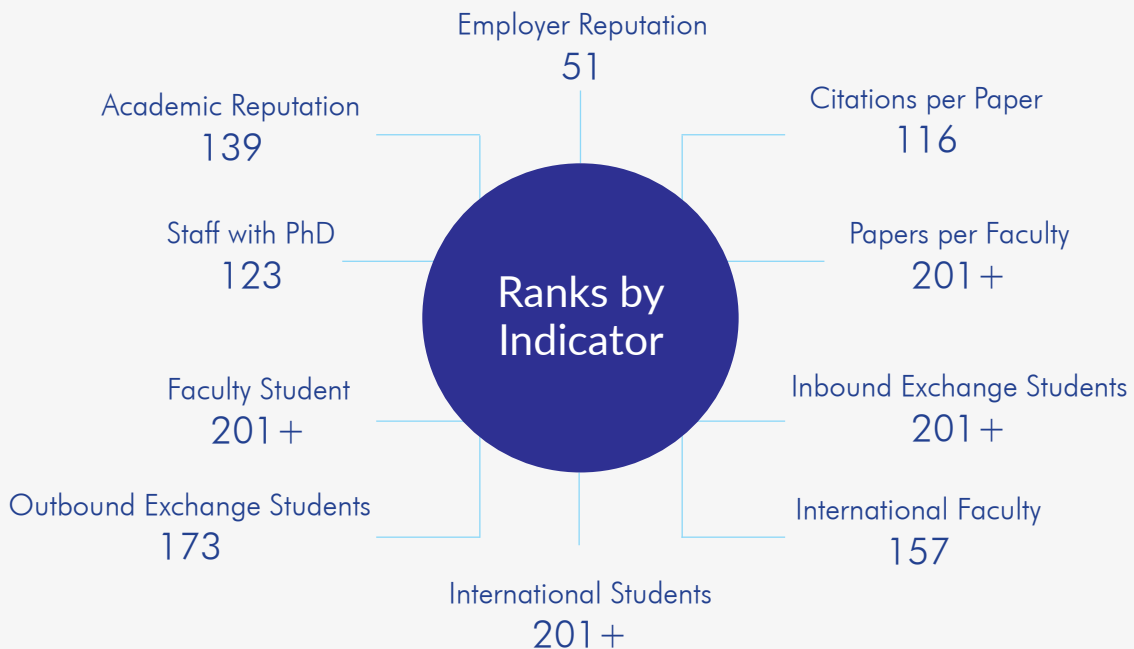 Employer Reputation
51
Academic Reputation
139
Citations per Paper
116
Staff with PhD
123
Papers per Faculty
201+
Ranks by
Indicator
Faculty Student
201+
Inbound Exchange Students
201+
Outbound Exchange Students
173
International Faculty
157
International Students
201+